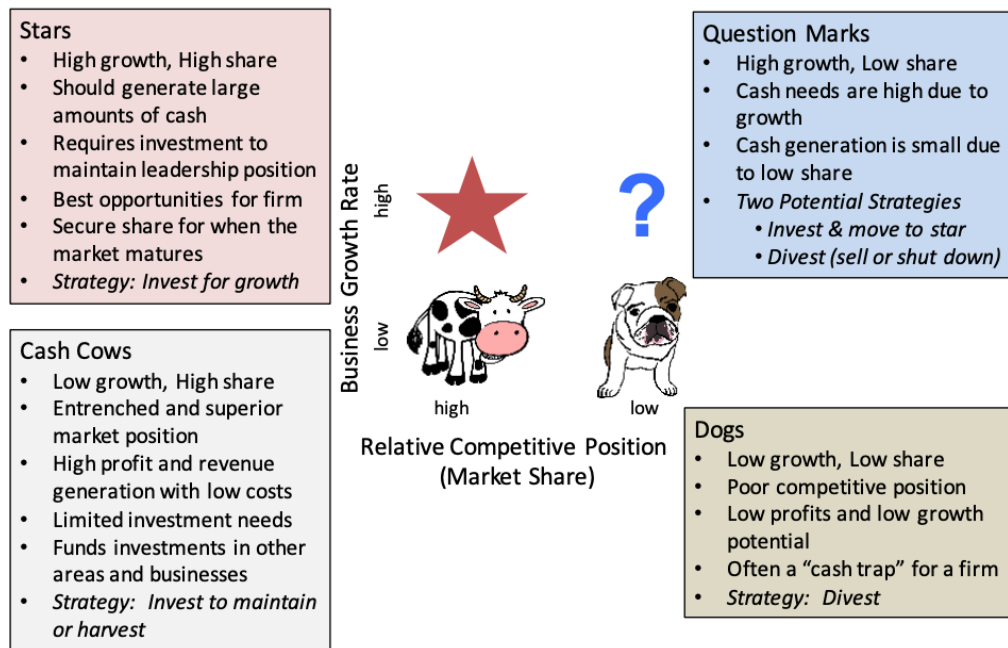 Stars
• High growth, High share
• Should generate large
amounts of cash
• Requires investment to
maintain leadership position
• Best opportunities for firm
• Secure share for when the
market matures
• Strategy: Invest for growth
Question Marks
• High growth, Low share
• Cash needs are high due to
growth
• Cash generation is small due
to low share
• Two Potential Strategies
• Invest & move to star
• Divest (sell or shut down)
Business Growth Rate
high
low
?
high
low
Relative Competitive Position
(Market Share)
Cash Cows
• Low growth, High share
• Entrenched and superior
market position
• High profit and revenue
generation with low costs
• Limited investment needs
• Funds investments in other
areas and businesses
• Strategy: Invest to maintain
or harvest
Dogs
• Low growth, Low share
• Poor competitive position
• Low profits and low growth
potential
• Often a “cash trap” for a firm
• Strategy: Divest